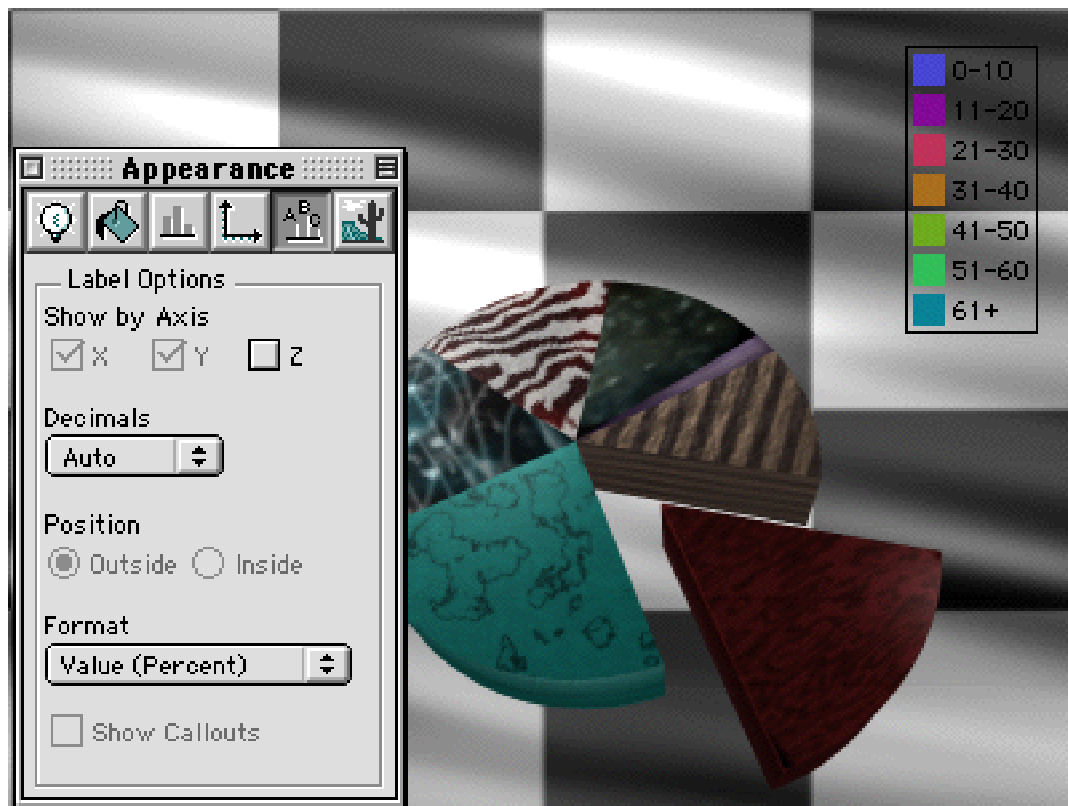 0-10
11-20
21-30
31-40
41-50
51-60
61+
Appearance
ABC
Label Options
Show by Axis
X Y Z
Decimals
Auto
Position
Outside Inside
Format
Value (Percent)
Show Callouts